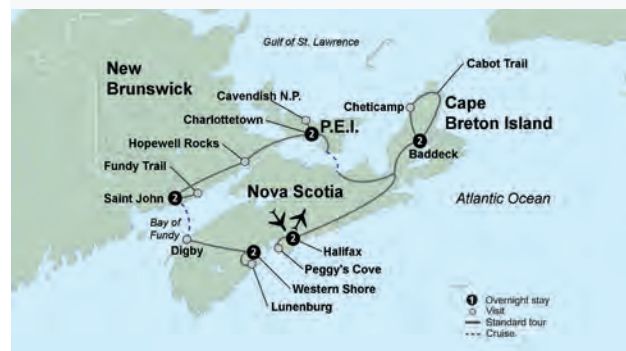 Gulf of St. Lawrence
Cabot Trail
New
Brunswick
Cavendish N.P.
Cheticamp
Cape
Breton Island
Charlottetown
2
P.E.I.
Hopewell Rocks
2
Baddeck
Fundy Trail
Nova Scotia
Saint John
2
Atlantic Ocean
Bay of
Fundy
Digby
2
Halifax
2
Peggy's Cove
Western Shore
Lunenburg
1 Overnight stay
Visit
Standard tour
Cruise